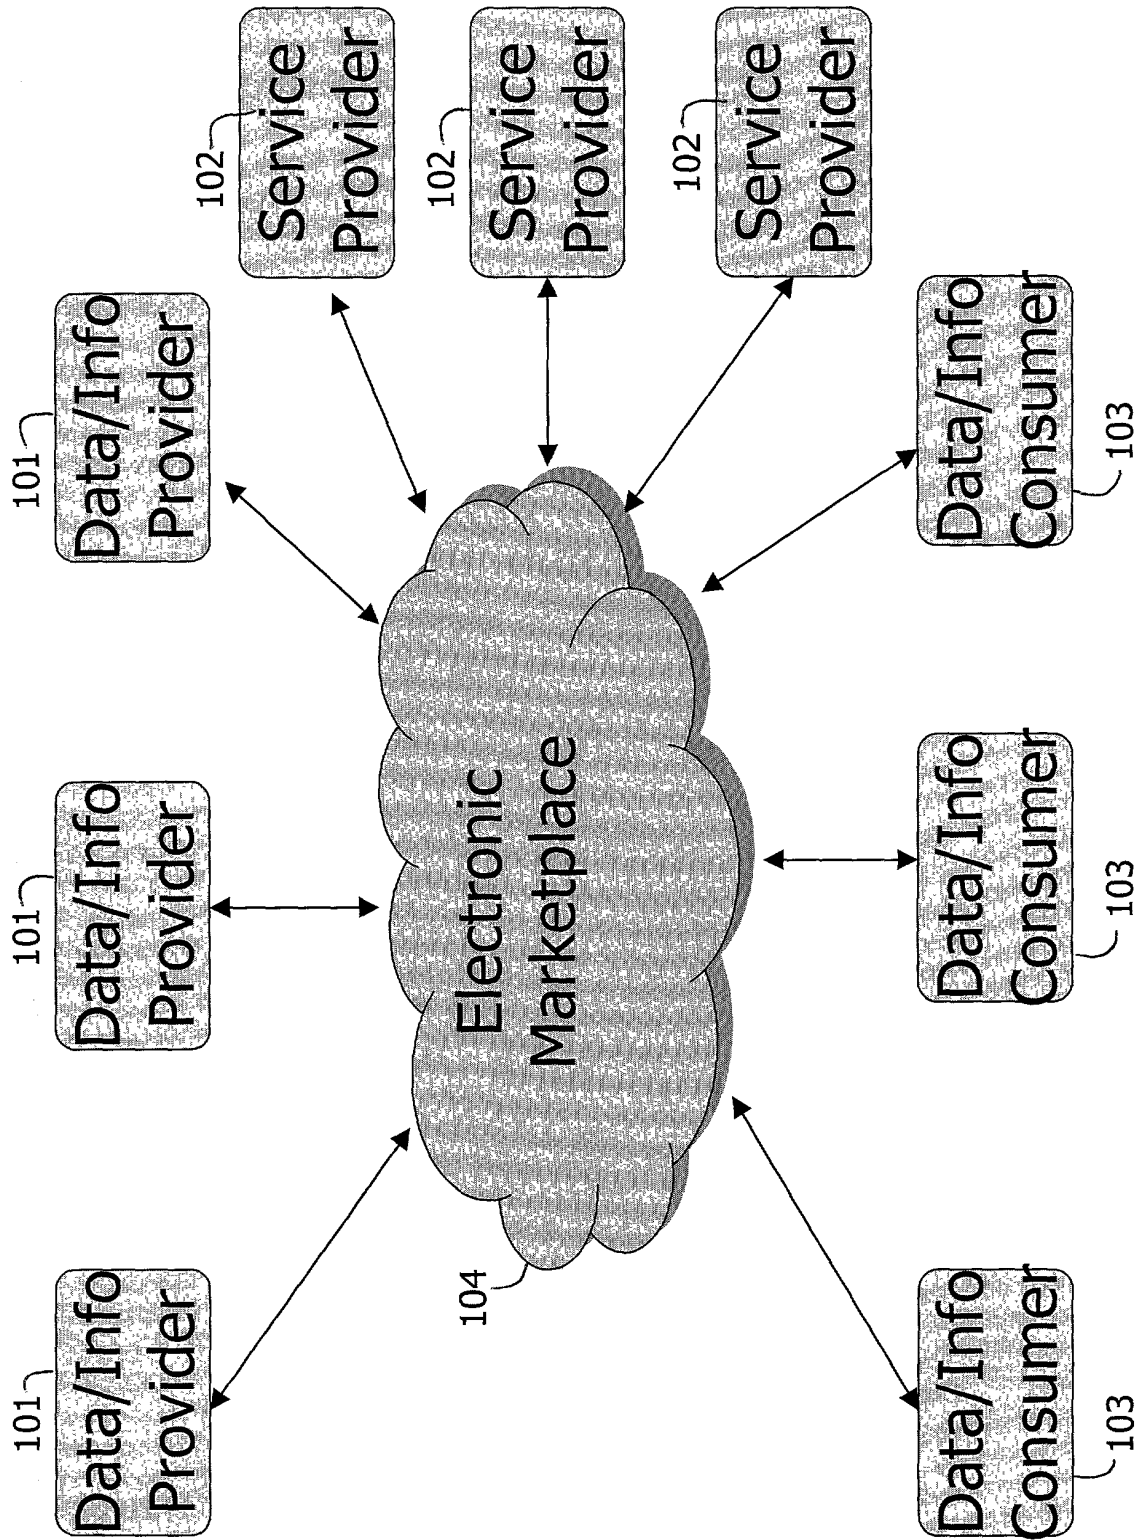 101
Data/Info
Provider
101
Data/Info
Provider
101
Data/Info
Provider
102
Service
Provider
102
Service
Provider
102
Service
Provider
104
Electronic
Marketplace
Data/Info
Consumer
103
Data/Info
Consumer
103
Data/Info
Consumer
103